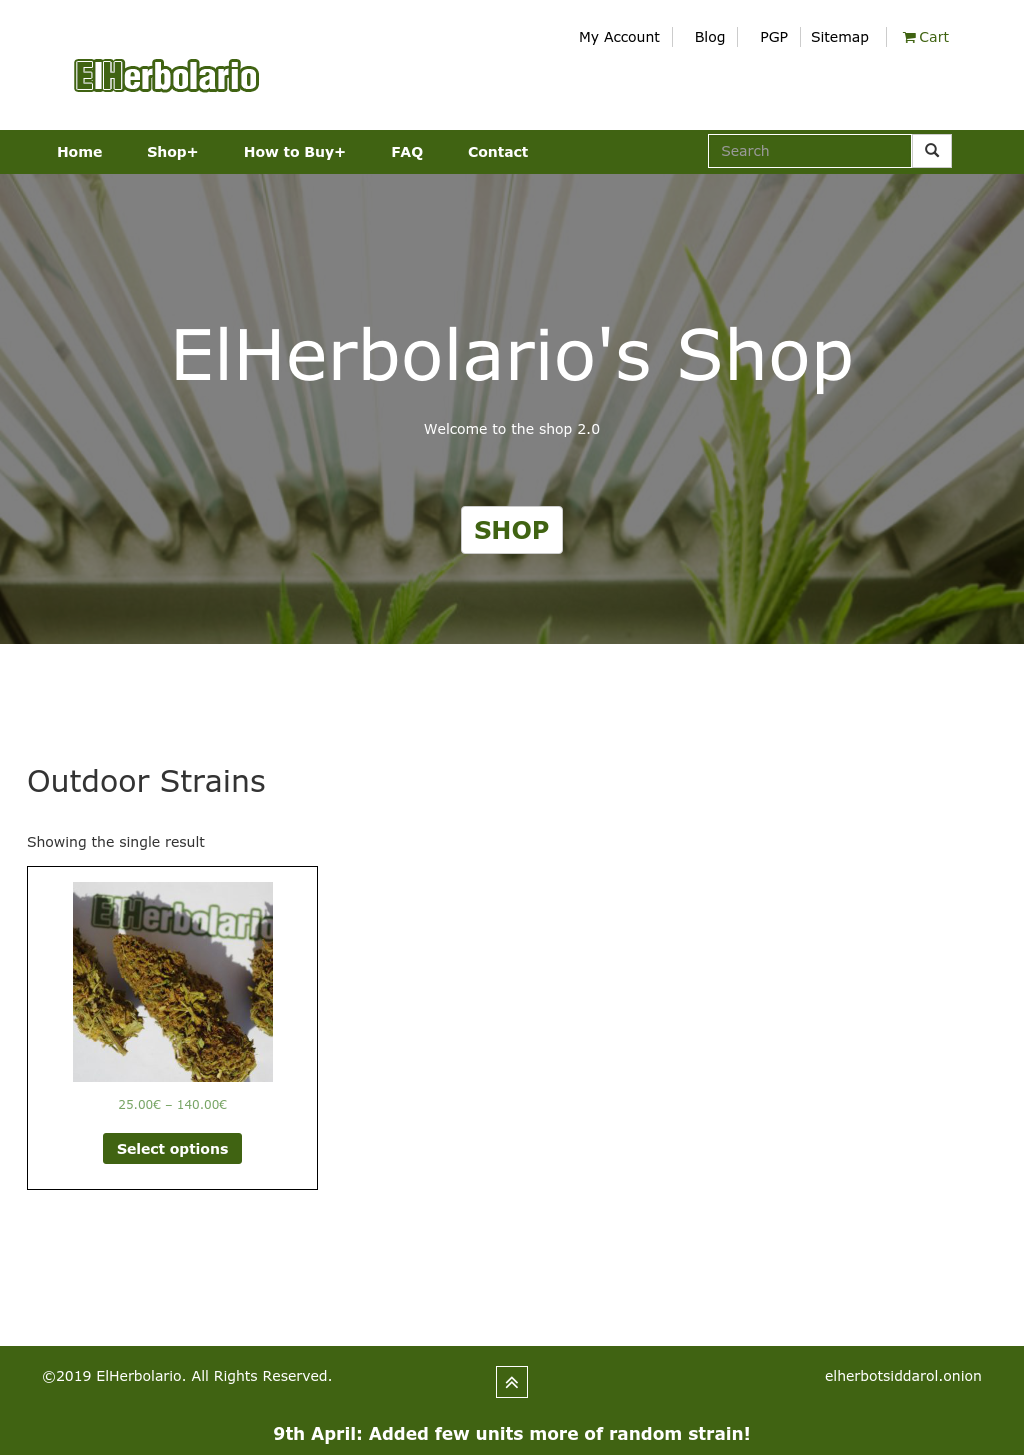 My Account
Blog
PGP
Sitemap
Cart
ElHerbolario
Home
Shop+
How to Buy+
FAQ
Contact
Search
ElHerbolario's Shop
Welcome to the shop 2.0
SHOP
Outdoor Strains
Showing the single result
ElHerbolario
25.00€ – 140.00€
Select options
©2019 ElHerbolario. All Rights Reserved.
elherbotsiddarol.onion
9th April: Added few units more of random strain!